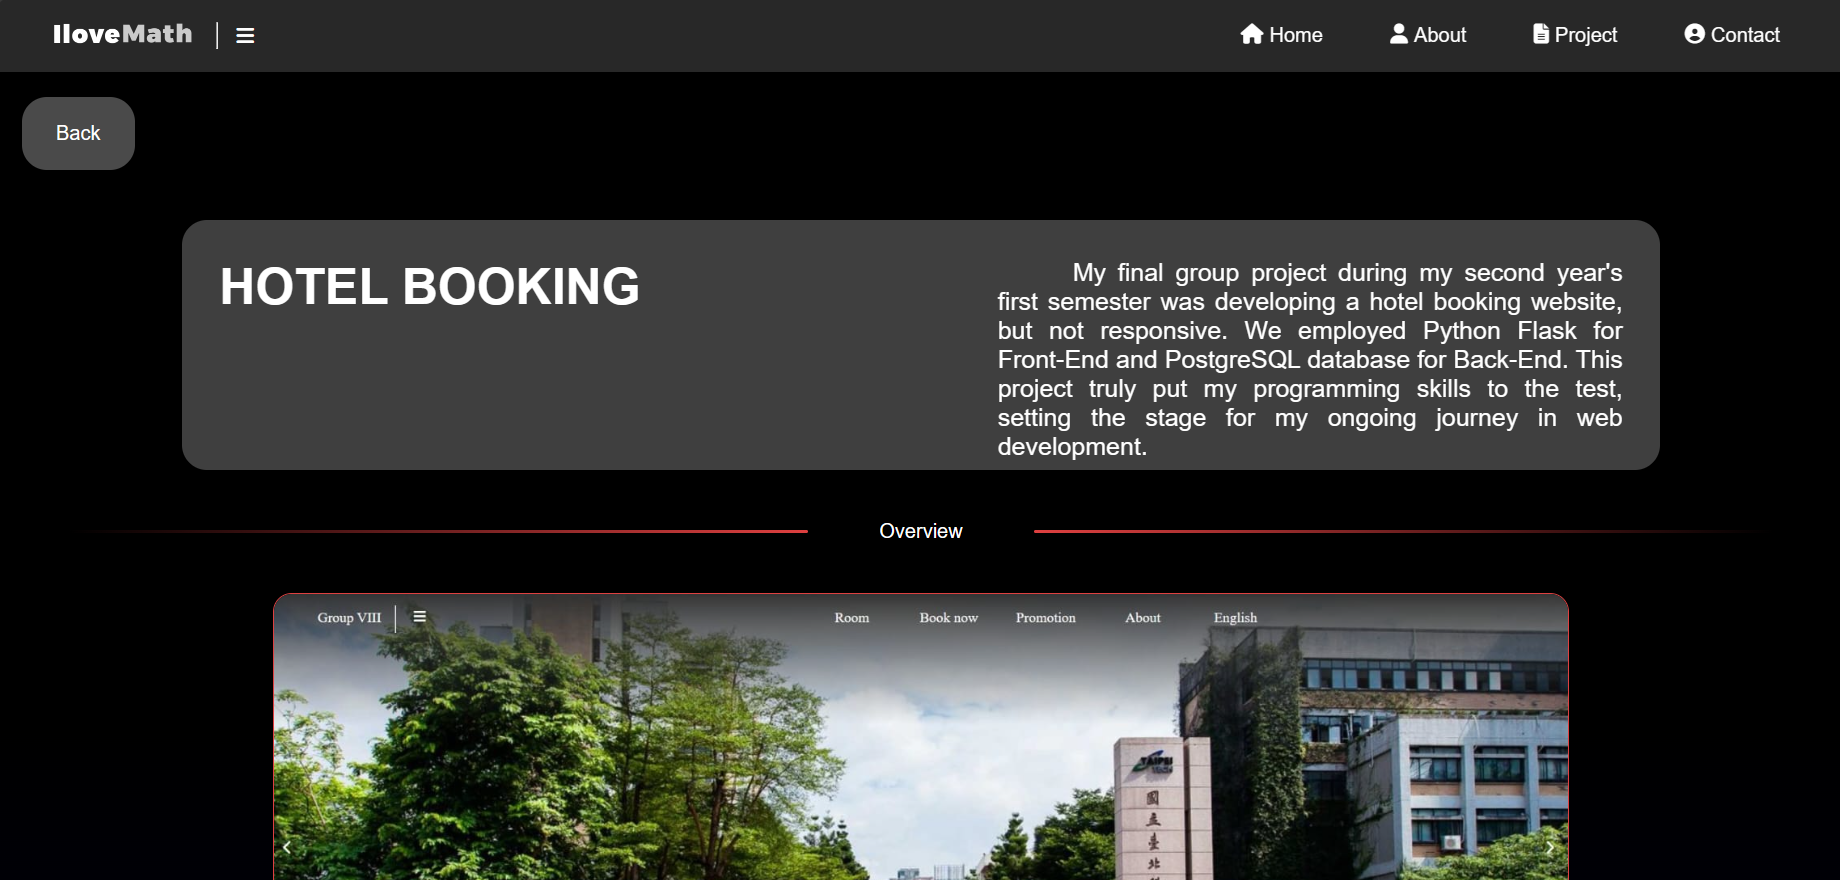 IloveMath
Home
About
Project
Contact
Back
HOTEL BOOKING
My final group project during my second year's
first semester was developing a hotel booking website,
but not responsive. We employed Python Flask for
Front-End and PostgreSQL database for Back-End. This
project truly put my programming skills to the test,
setting the stage for my ongoing journey in web
development.
Overview
Group VIII
Room
Book now
Promotion
About
English
TAIPEI
TECH
國
立
臺
北